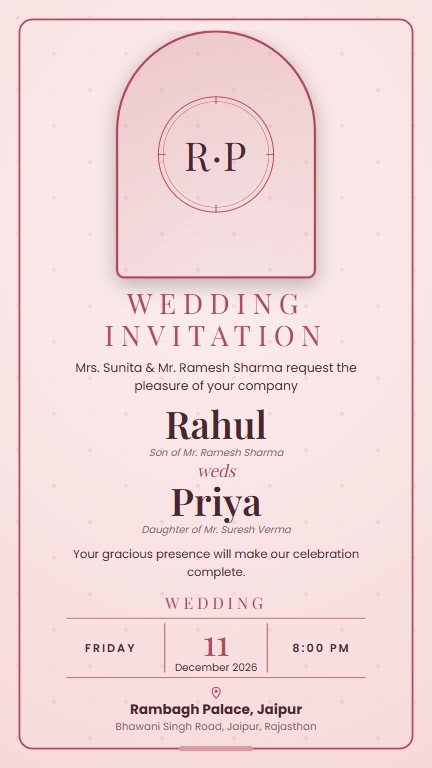 R·P
WEDDING
INVITATION
Mrs. Sunita & Mr. Ramesh Sharma request the
pleasure of your company
Rahul
Son of Mr. Ramesh Sharma
weds
Priya
Daughter of Mr. Suresh Verma
Your gracious presence will make our celebration
complete.
WEDDING
FRIDAY
11
December 2026
8:00 PM
Rambagh Palace, Jaipur
Bhawani Singh Road, Jaipur, Rajasthan